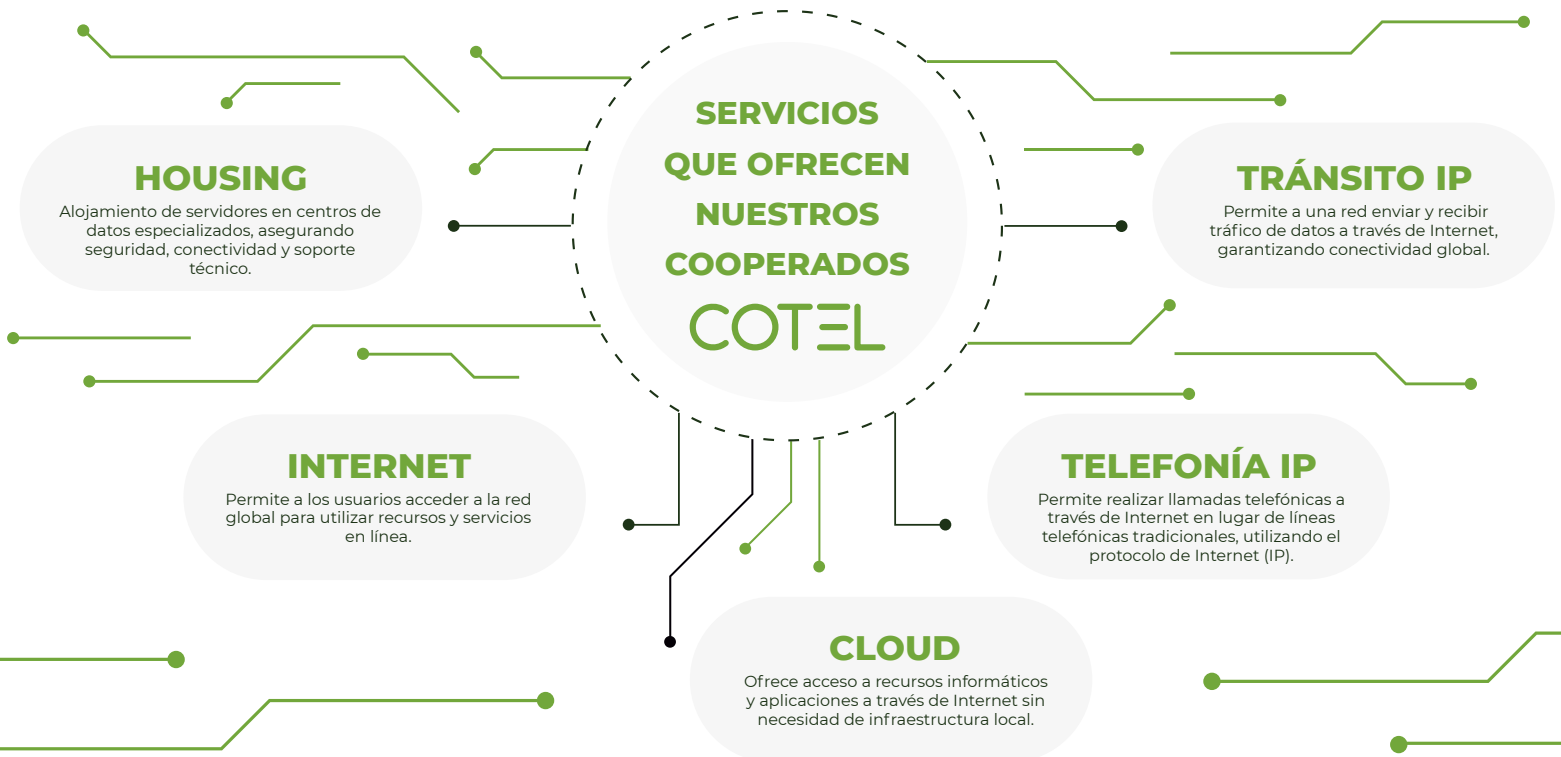 SERVICIOS
QUE OFRECEN
NUESTROS
COOPERADOS
COTEL
HOUSING
Alojamiento de servidores en centros de
datos especializados, asegurando
seguridad, conectividad y soporte
técnico.
TRÁNSITO IP
Permite a una red enviar y recibir
tráfico de datos a través de Internet,
garantizando conectividad global.
INTERNET
Permite a los usuarios acceder a la red
global para utilizar recursos y servicios
en línea.
TELEFONÍA IP
Permite realizar llamadas telefónicas a
través de Internet en lugar de líneas
telefónicas tradicionales, utilizando el
protocolo de Internet (IP).
CLOUD
Ofrece acceso a recursos informáticos
y aplicaciones a través de Internet sin
necesidad de infraestructura local.